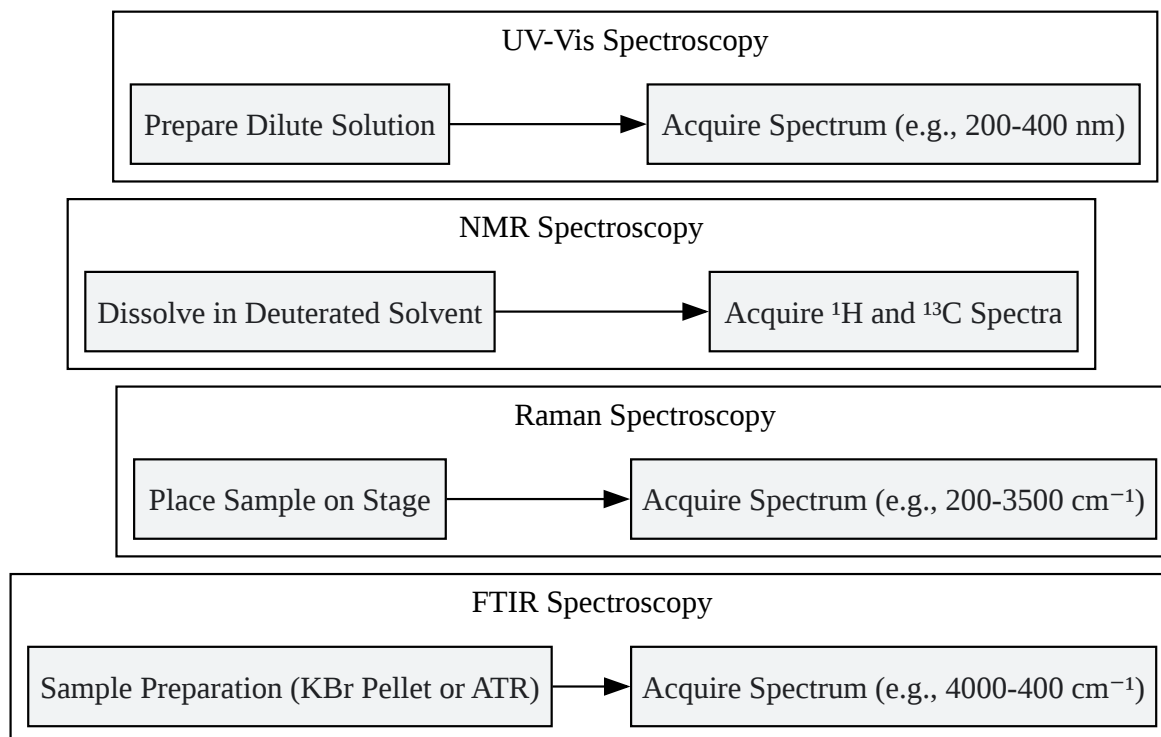 UV-Vis Spectroscopy
Prepare Dilute Solution
Acquire Spectrum (e.g., 200-400 nm)
NMR Spectroscopy
Dissolve in Deuterated Solvent
Acquire ¹H and ¹³C Spectra
Raman Spectroscopy
Place Sample on Stage
Acquire Spectrum (e.g., 200-3500 cm⁻¹)
FTIR Spectroscopy
Sample Preparation (KBr Pellet or ATR)
Acquire Spectrum (e.g., 4000-400 cm⁻¹)